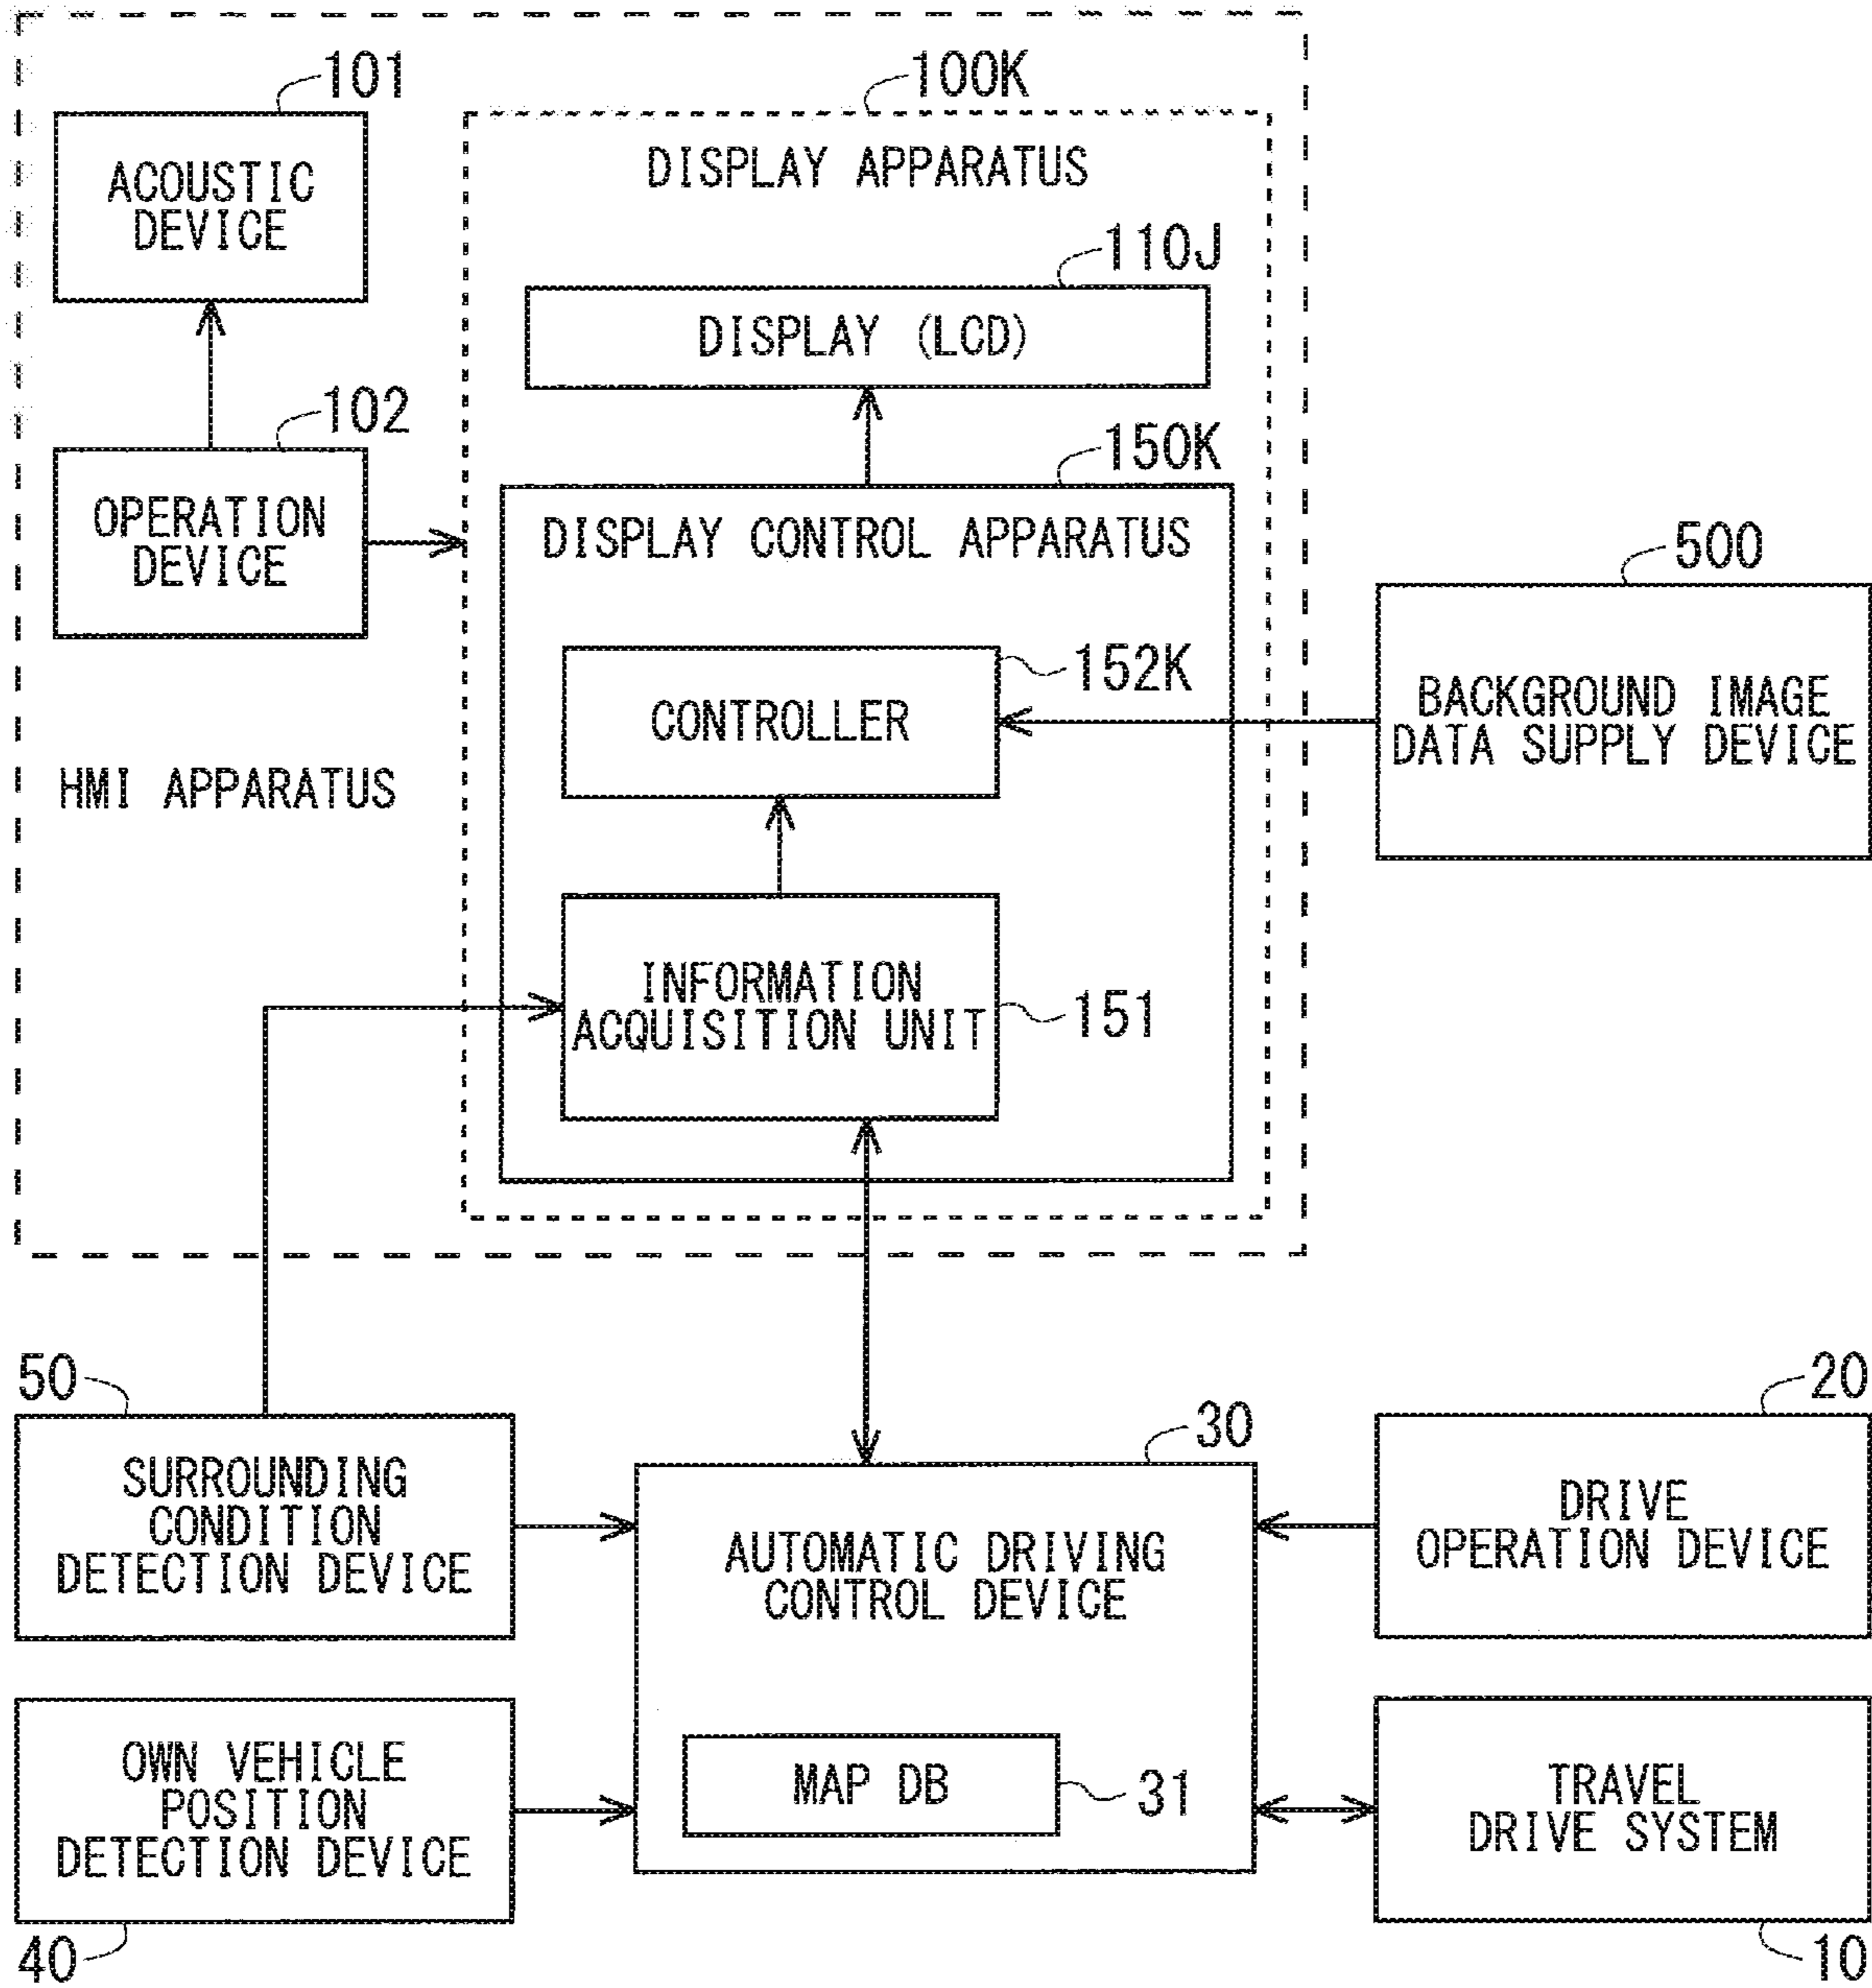 101
100K
ACOUSTIC
DEVICE
DISPLAY APPARATUS
110J
DISPLAY (LCD)
102
150K
OPERATION
DEVICE
DISPLAY CONTROL APPARATUS
500
152K
CONTROLLER
BACKGROUND IMAGE
DATA SUPPLY DEVICE
HMI APPARATUS
INFORMATION
ACQUISITION UNIT
151
50
20
30
SURROUNDING
CONDITION
DETECTION DEVICE
DRIVE
OPERATION DEVICE
AUTOMATIC DRIVING
CONTROL DEVICE
OWN VEHICLE
POSITION
DETECTION DEVICE
MAP DB
31
TRAVEL
DRIVE SYSTEM
40
10